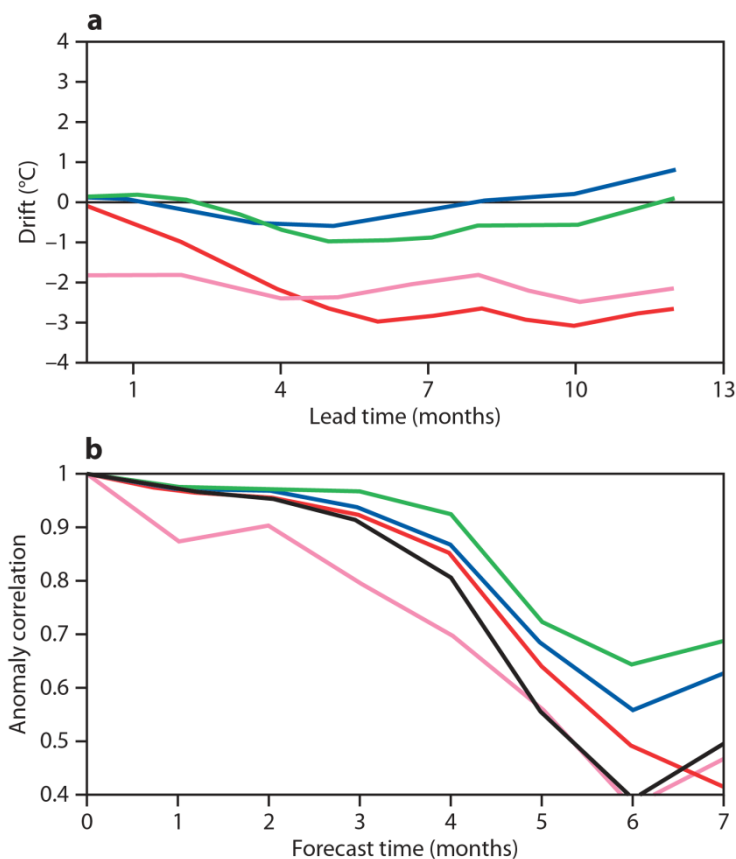 a
4
3
2
1
0
–1
–2
–3
–4
Drift (°C)
1 4 7 10 13
Lead time (months)
b
1
0.9
0.8
0.7
0.6
0.5
0.4
Anomaly correlation
0 1 2 3 4 5 6 7
Forecast time (months)